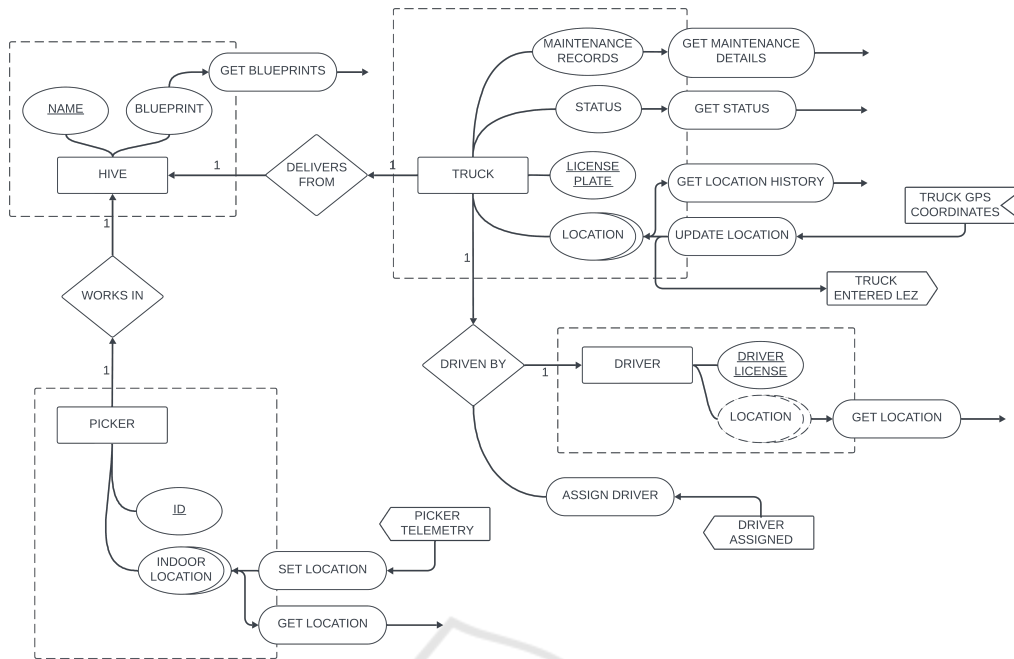 MAINTENANCE
RECORDS
GET MAINTENANCE
DETAILS
GET BLUEPRINTS
NAME
BLUEPRINT
STATUS
GET STATUS
HIVE
1
DELIVERS
FROM
1
TRUCK
LICENSE
PLATE
GET LOCATION HISTORY
TRUCK GPS
COORDINATES
1
LOCATION
UPDATE LOCATION
1
WORKS IN
TRUCK
ENTERED LEZ
DRIVEN BY
1
DRIVER
DRIVER
LICENSE
1
PICKER
LOCATION
GET LOCATION
ASSIGN DRIVER
ID
PICKER
TELEMETRY
DRIVER
ASSIGNED
INDOOR
LOCATION
SET LOCATION
GET LOCATION